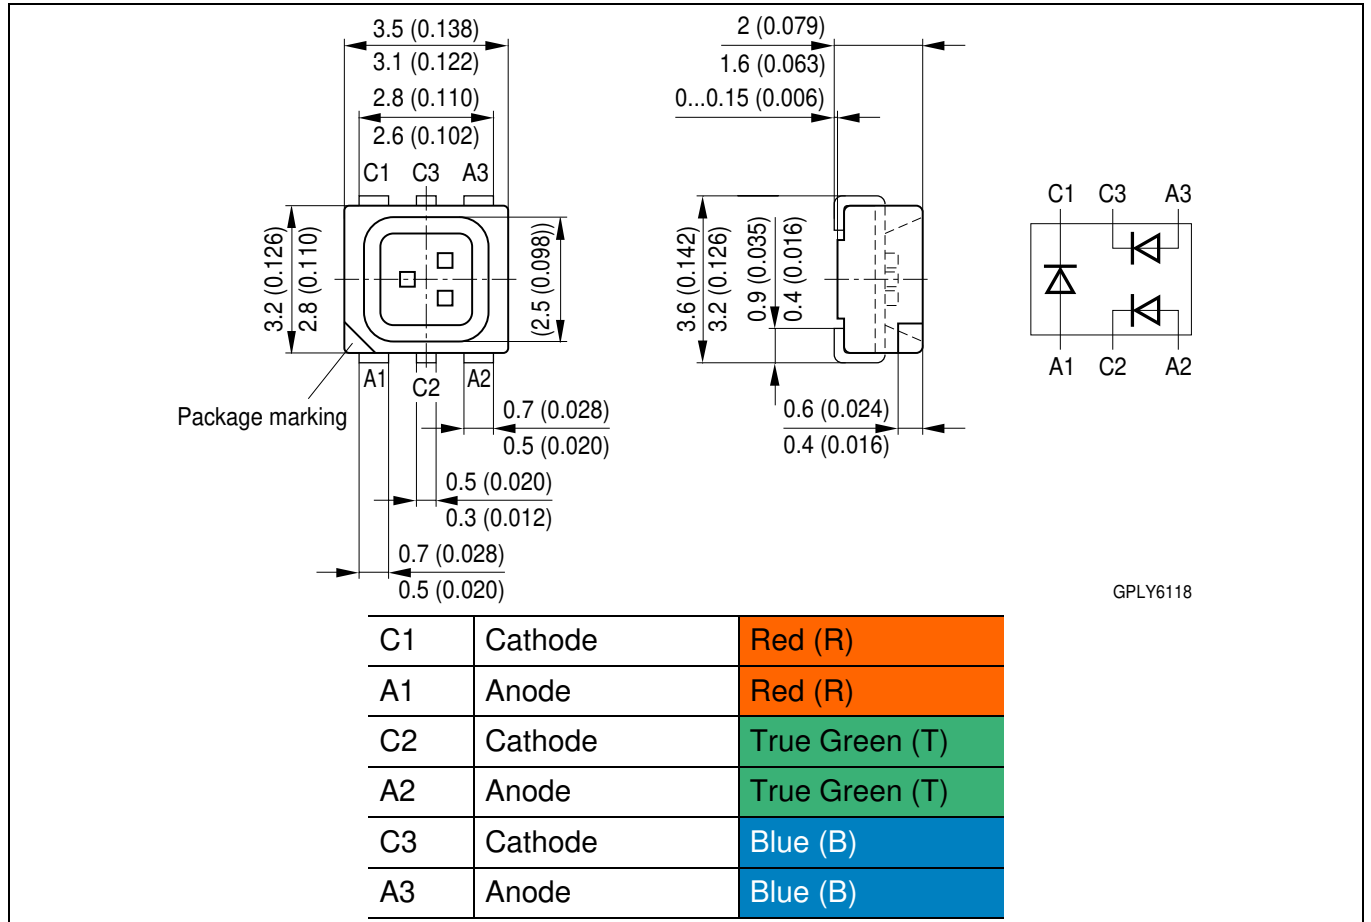 3.5 (0.138)
3.1 (0.122)
2.8 (0.110)
2.6 (0.102)
C1 C3 A3
3.2 (0.126)
2.8 (0.110)
(2.5 (0.098))
A1 C2 A2
Package marking
0.7 (0.028)
0.5 (0.020)
0.5 (0.020)
0.3 (0.012)
0.7 (0.028)
0.5 (0.020)
2 (0.079)
1.6 (0.063)
0...0.15 (0.006)
3.6 (0.142)
3.2 (0.126)
0.9 (0.035)
0.4 (0.016)
0.6 (0.024)
0.4 (0.016)
C1 C3 A3
A1 C2 A2
GPLY6118
C1 Cathode Red (R)
A1 Anode Red (R)
C2 Cathode True Green (T)
A2 Anode True Green (T)
C3 Cathode Blue (B)
A3 Anode Blue (B)